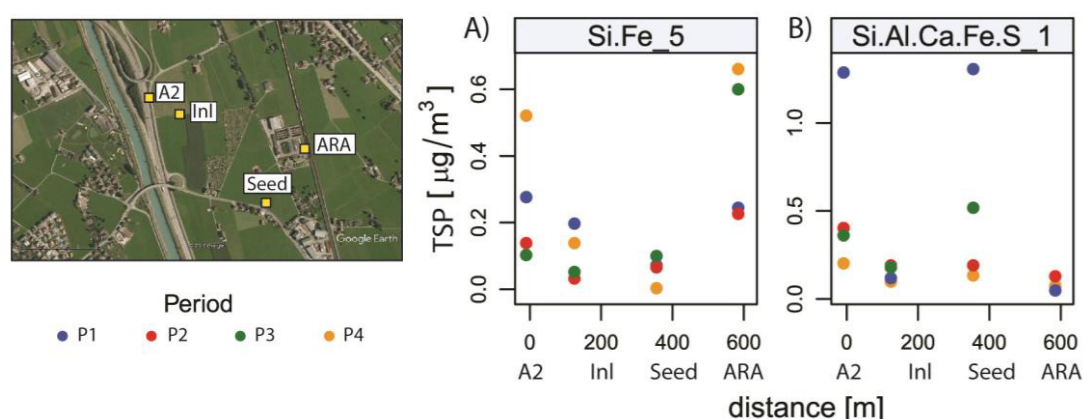 A2
Inl
ARA
Seed
Google Earth
Period
P1 P2 P3 P4
A) Si.Fe_5
TSP [ μg/m³ ]
0.6
0.4
0.2
0.0
0 200 400 600
A2 Inl Seed ARA
B) Si.Al.Ca.Fe.S_1
1.0
0.5
0.0
0 200 400 600
A2 Inl Seed ARA
distance [m]